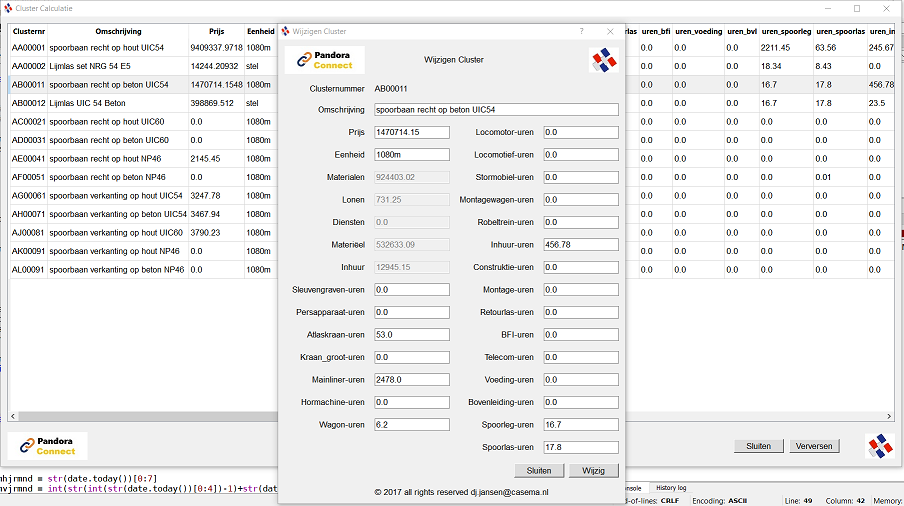 Cluster Calculatie
Clusternr Omschrijving Prijs Eenheid
AA00001 spoorbaan recht op hout UIC54 9409337.9718 1080m
AA00002 Lijmlas set NRG 54 E5 14244.20932 stel
AB00011 spoorbaan recht op beton UIC54 1470714.1548 1080m
AB00012 Lijmlas UIC 54 Beton 398869.512 stel
AC00021 spoorbaan recht op hout UIC60 0.0 1080m
AD00031 spoorbaan recht op beton UIC60 0.0 1080m
AE00041 spoorbaan recht op hout NP46 2145.45 1080m
AF00051 spoorbaan recht op beton NP46 0.0 1080m
AG00061 spoorbaan verkanting op hout UIC54 3247.78 1080m
AH00071 spoorbaan verkanting op beton UIC54 3467.94 1080m
AJ00081 spoorbaan verkanting op hout UIC60 3790.23 1080m
AK00091 spoorbaan verkanting op hout NP46 0.0 1080m
AL00091 spoorbaan verkanting op beton NP46 0.0 1080m
Pandora
Connect
Wijzigen Cluster ?
Pandora
Connect
Wijzigen Cluster
Clusternummer AB00011
Omschrijving spoorbaan recht op beton UIC54
Prijs 1470714.15 Locomotor-uren 0.0
Eenheid 1080m Locomotief-uren 0.0
Materialen 924403.02 Stormobiel-uren 0.0
Lonen 731.25 Montagewagen-uren 0.0
Diensten 0.0 Robeltrein-uren 0.0
Materieel 532633.09 Inhuur-uren 456.78
Inhuur 12945.15 Construktie-uren 0.0
Sleuvengraven-uren 0.0 Montage-uren 0.0
Persapparaat-uren 0.0 Retourlas-uren 0.0
Atlaskraan-uren 53.0 BFI-uren 0.0
Kraan_groot-uren 0.0 Telecom-uren 0.0
Mainliner-uren 2478.0 Voeding-uren 0.0
Hormachine-uren 0.0 Bovenleiding-uren 0.0
Wagon-uren 6.2 Spoorleg-uren 16.7
Spoorlas-uren 17.8
Sluiten Wijzig
© 2017 all rights reserved dj.jansen@casema.nl
rlas uren_bfi uren_voeding uren_bvl uren_spoorleg uren_spoorlas uren_in
0.0 0.0 0.0 2211.45 63.56 245.67
0.0 0.0 0.0 18.34 8.43 0.0
0.0 0.0 0.0 16.7 17.8 456.78
0.0 0.0 0.0 16.7 17.8 23.5
0.0 0.0 0.0 0.0 0.0 0.0
0.0 0.0 0.0 0.0 0.0 0.0
0.0 0.0 0.0 0.0 0.0 0.0
0.0 0.0 0.0 0.0 0.01 0.0
0.0 0.0 0.0 0.0 0.0 0.0
0.0 0.0 0.0 0.0 0.0 0.0
0.0 0.0 0.0 0.0 0.0 0.0
0.0 0.0 0.0 0.0 0.0 0.0
0.0 0.0 0.0 0.0 0.0 0.0
Sluiten Verversen
nhjrmnd = str(date.today())[0:7]
nvjrmnd = int(str(int(str(date.today())[0:4])-1)+str(dat
onsole History log
d-of-lines: CRLF Encoding: ASCII Line: 49 Column: 42 Memory: